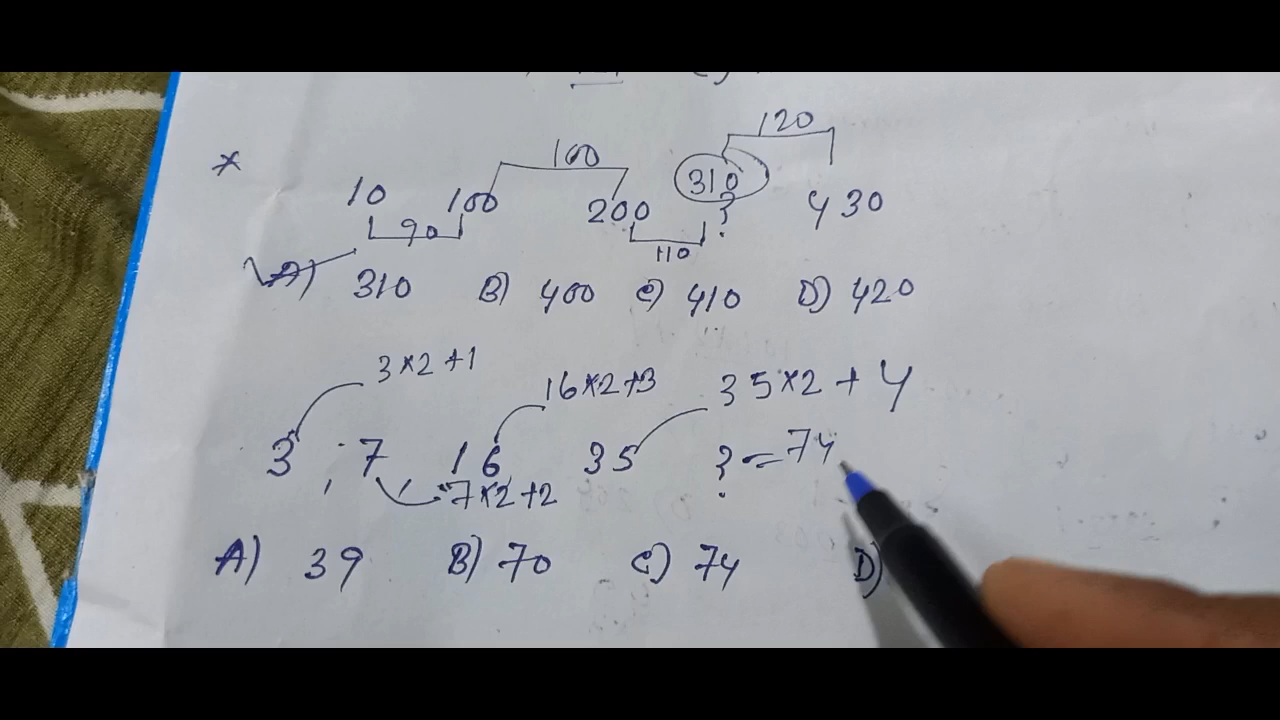 120
100
* 10 100 200 310 ? 430
90 110
A) 310 B) 400 C) 410 D) 420
3×2+1
16×2+3 35×2+4
3, 7, 16, 35 ? = 74
7×2+2
A) 39 B) 70 C) 74 D)